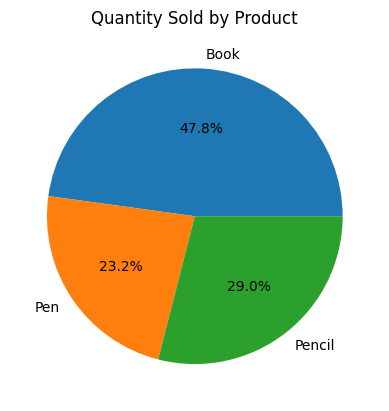 Quantity Sold by Product
Book
47.8%
23.2%
29.0%
Pen
Pencil